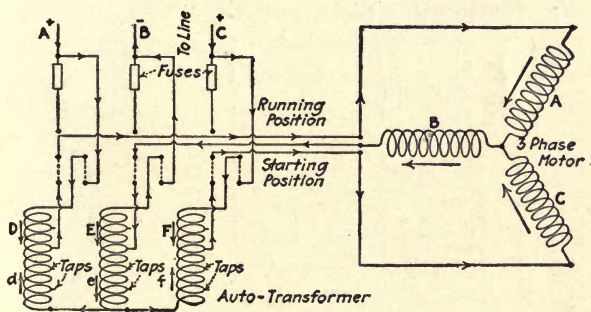 + − +
A B C
To Line
Fuses
Running
Position
Starting
Position
A
B
3 Phase
Motor
C
D E F
d Taps e Taps f Taps
Auto-Transformer